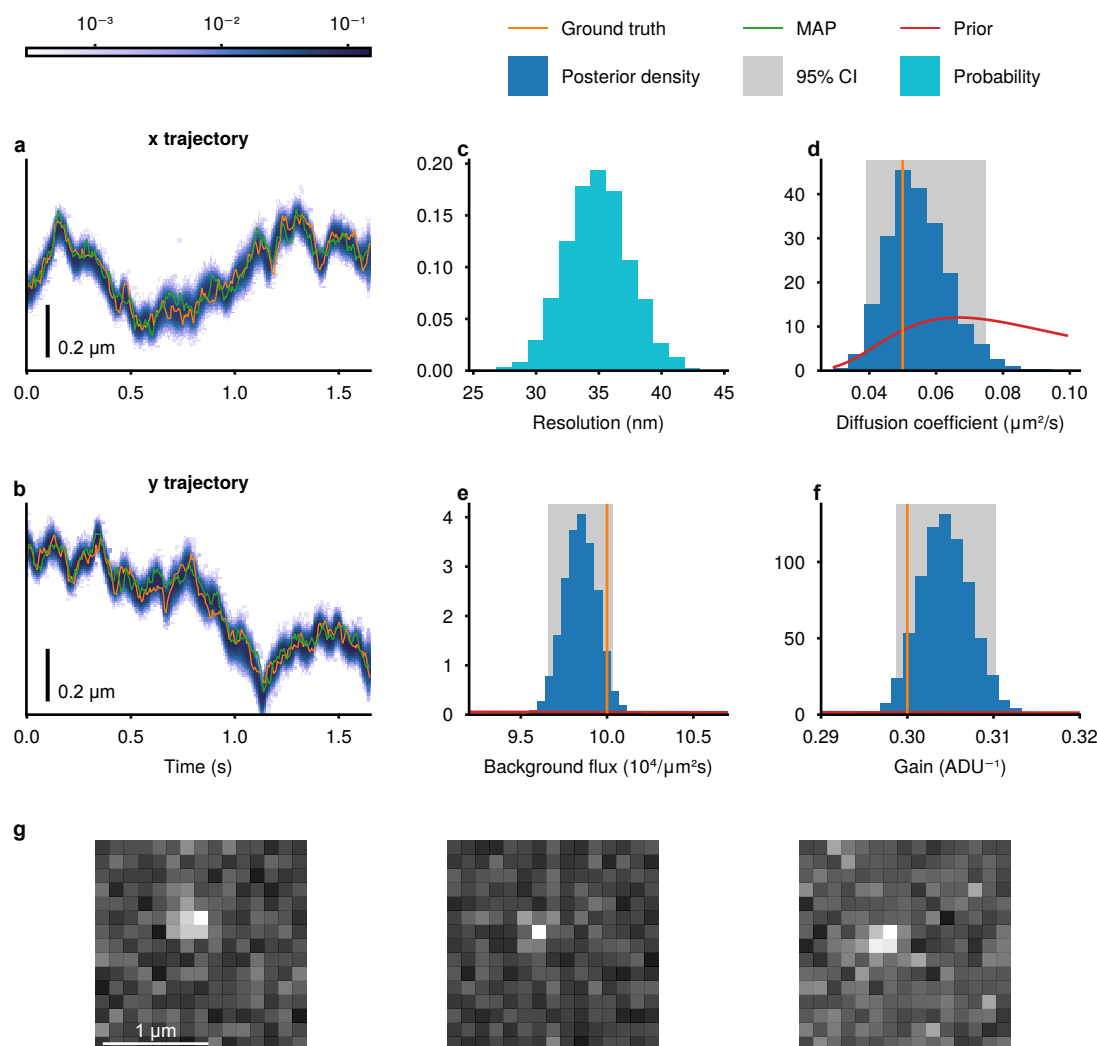 10⁻³ 10⁻² 10⁻¹
Ground truth MAP Prior
Posterior density 95% CI Probability
a x trajectory
0.2 µm
0.0 0.5 1.0 1.5
c
0.20
0.15
0.10
0.05
0.00
25 30 35 40 45
Resolution (nm)
d
40
30
20
10
0
0.04 0.06 0.08 0.10
Diffusion coefficient (µm²/s)
b y trajectory
0.2 µm
0.0 0.5 1.0 1.5
Time (s)
e
4
3
2
1
0
9.5 10.0 10.5
Background flux (10⁴/µm²s)
f
100
50
0
0.29 0.30 0.31 0.32
Gain (ADU⁻¹)
g
1 µm